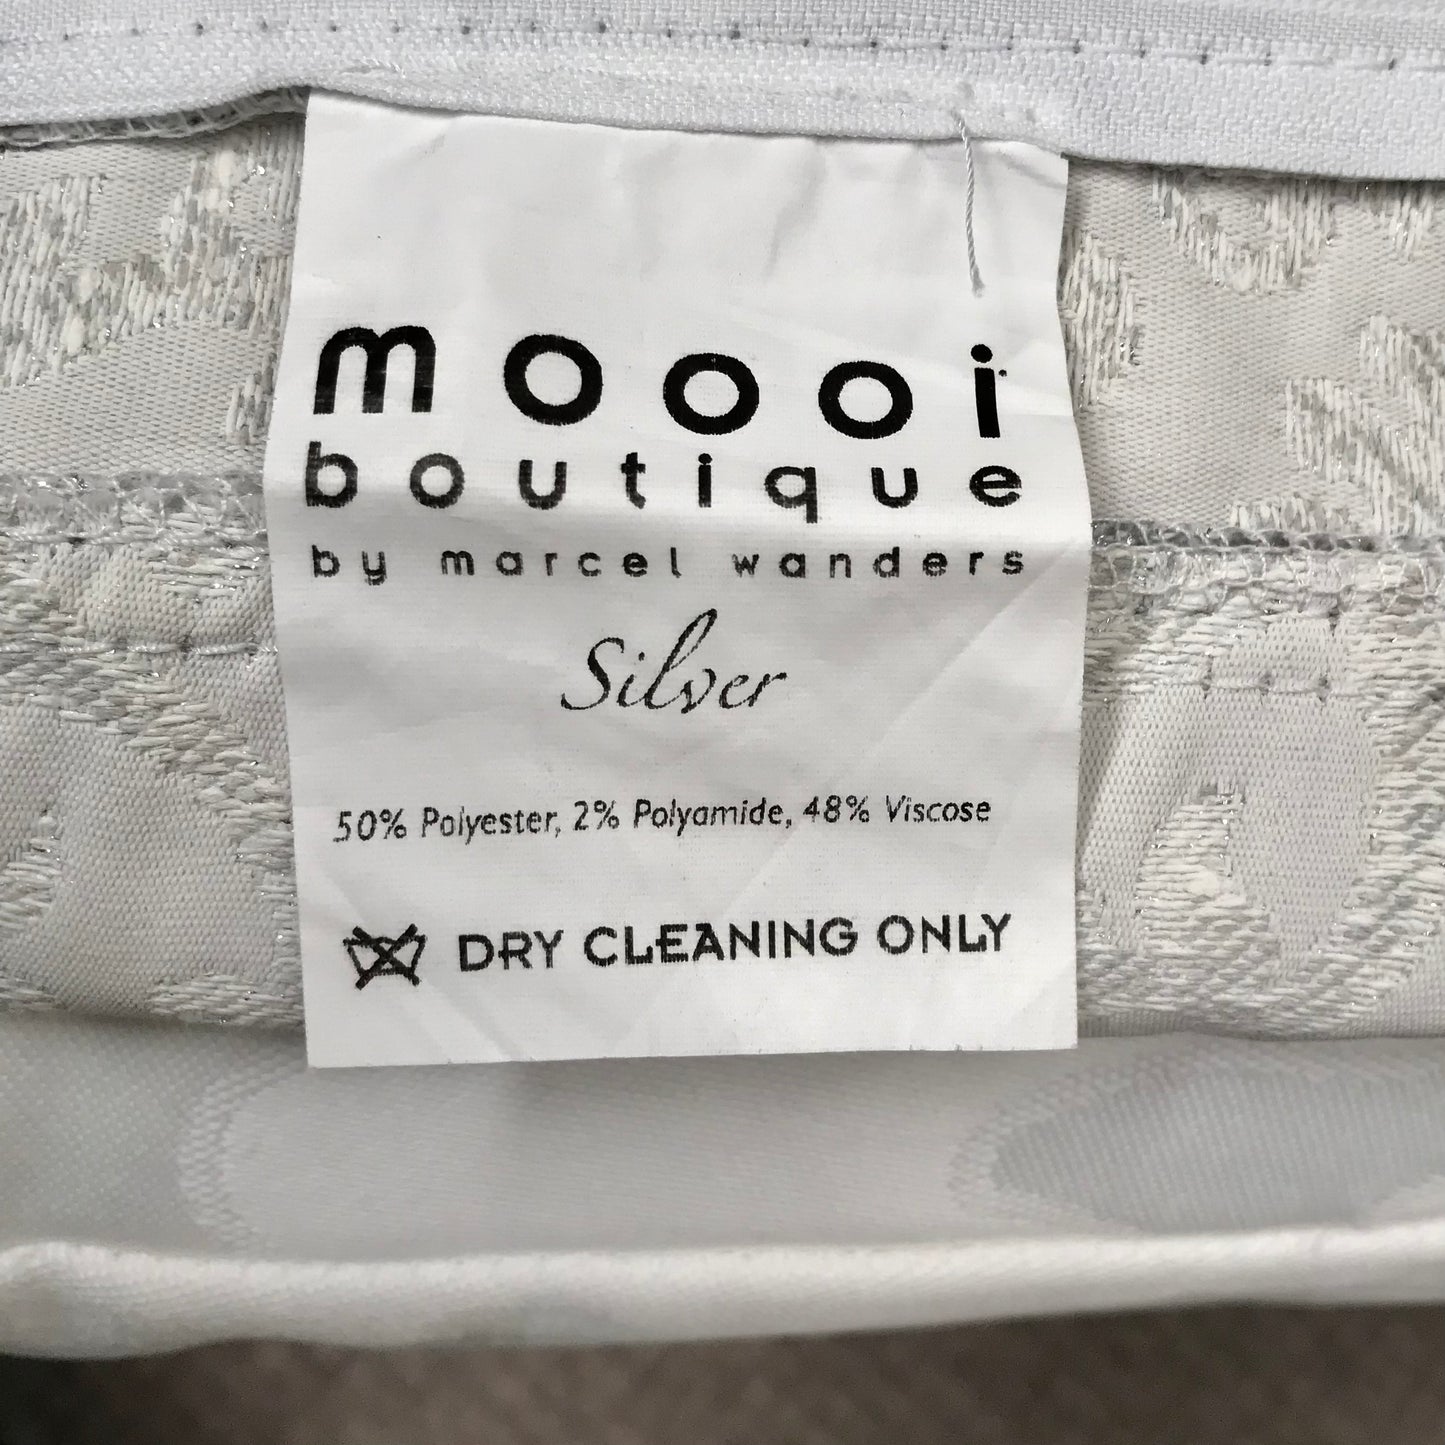 moooi
boutique
by marcel wanders
Silver
50% Polyester, 2% Polyamide, 48% Viscose
DRY CLEANING ONLY